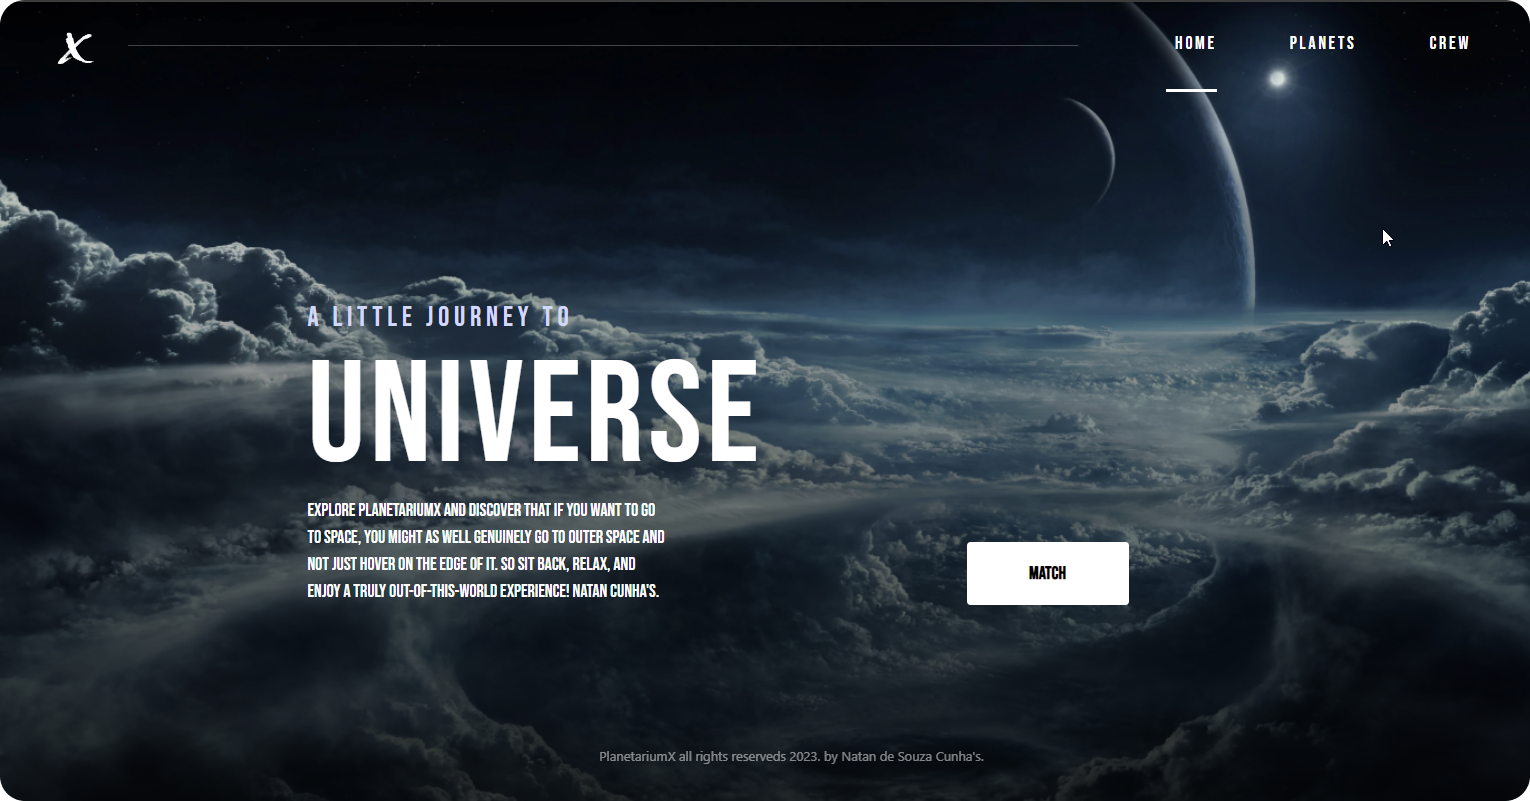 X
HOME PLANETS CREW
A LITTLE JOURNEY TO
UNIVERSE
EXPLORE PLANETARIUMX AND DISCOVER THAT IF YOU WANT TO GO
TO SPACE, YOU MIGHT AS WELL GENUINELY GO TO OUTER SPACE AND
NOT JUST HOVER ON THE EDGE OF IT. SO SIT BACK, RELAX, AND
ENJOY A TRULY OUT-OF-THIS-WORLD EXPERIENCE! NATAN CUNHA'S.
MATCH
PlanetariumX all rights reserveds 2023. by Natan de Souza Cunha's.